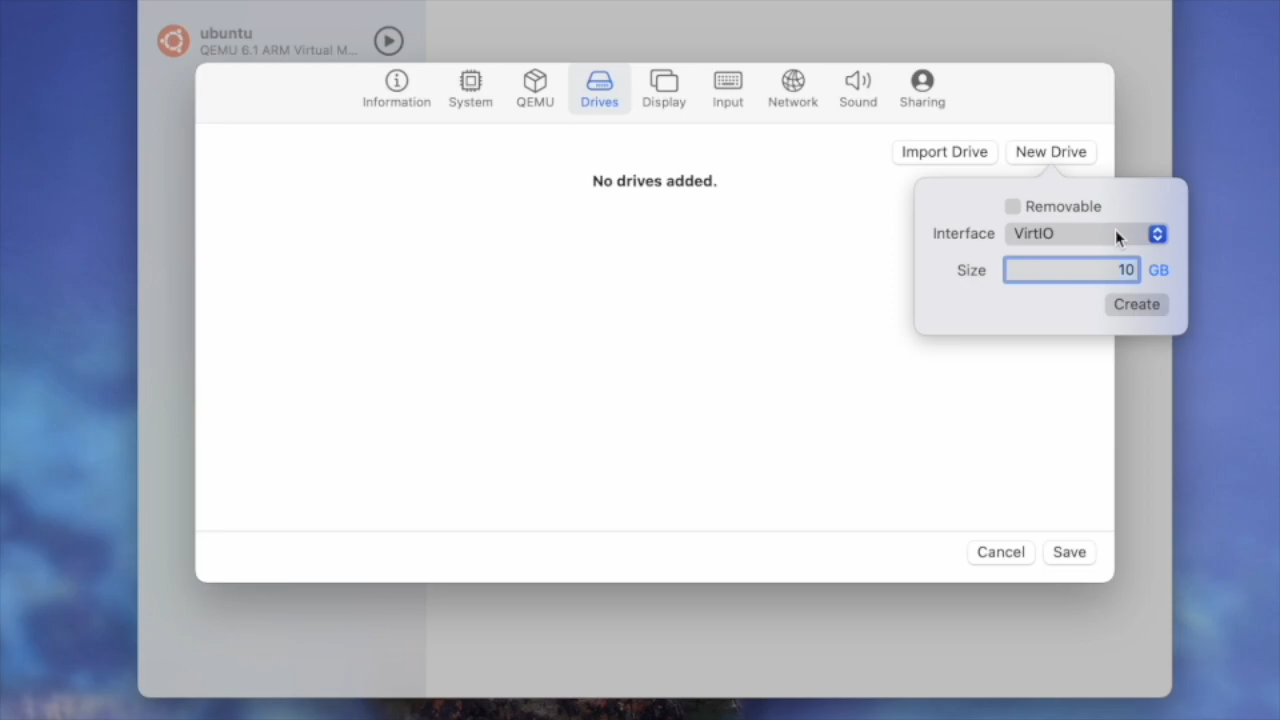 ubuntu
QEMU 6.1 ARM Virtual M...
Information
System
QEMU
Drives
Display
Input
Network
Sound
Sharing
Import Drive
New Drive
No drives added.
Removable
Interface VirtIO
Size 10 GB
Create
Cancel
Save